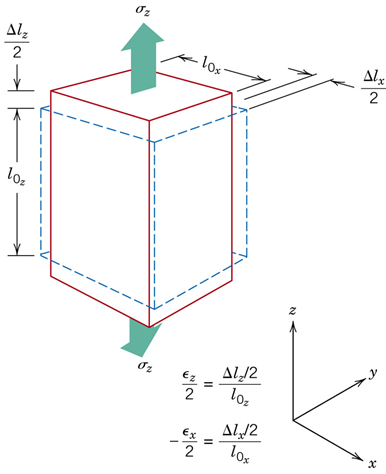 σz
Δlz
2
l0x
Δlx
2
l0z
σz
z
y
x
ϵz/2 = Δlz/2 / l0z
-ϵx/2 = Δlx/2 / l0x